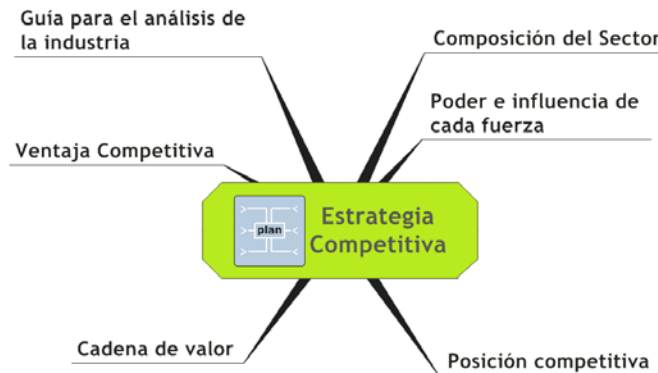 Guía para el análisis de
la industria
Composición del Sector
Poder e influencia de
cada fuerza
Ventaja Competitiva
plan
Estrategia
Competitiva
Cadena de valor
Posición competitiva